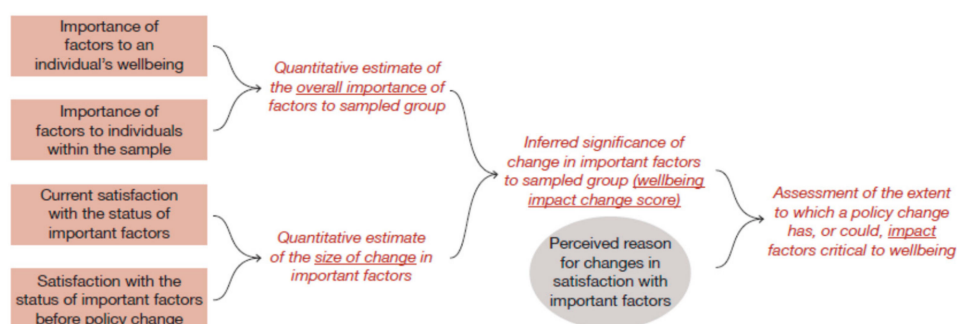 Importance of
factors to an
individual's wellbeing
Importance of
factors to individuals
within the sample
Current satisfaction
with the status of
important factors
Satisfaction with the
status of important factors
before policy change
Quantitative estimate of
the overall importance of
factors to sampled group
Quantitative estimate
of the size of change in
important factors
Inferred significance of
change in important factors
to sampled group (wellbeing
impact change score)
Perceived reason
for changes in
satisfaction with
important factors
Assessment of the extent
to which a policy change
has, or could, impact
factors critical to wellbeing